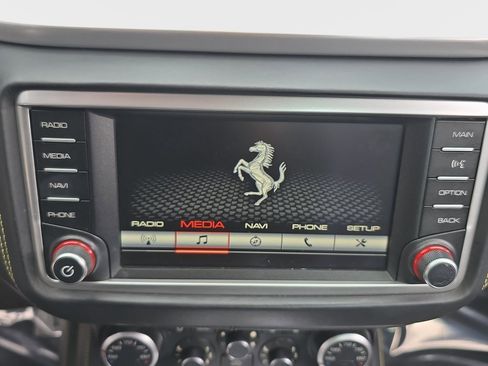 RADIO
MEDIA
NAVI
PHONE
RADIO MEDIA NAVI PHONE SETUP
MAIN
OPTION
BACK